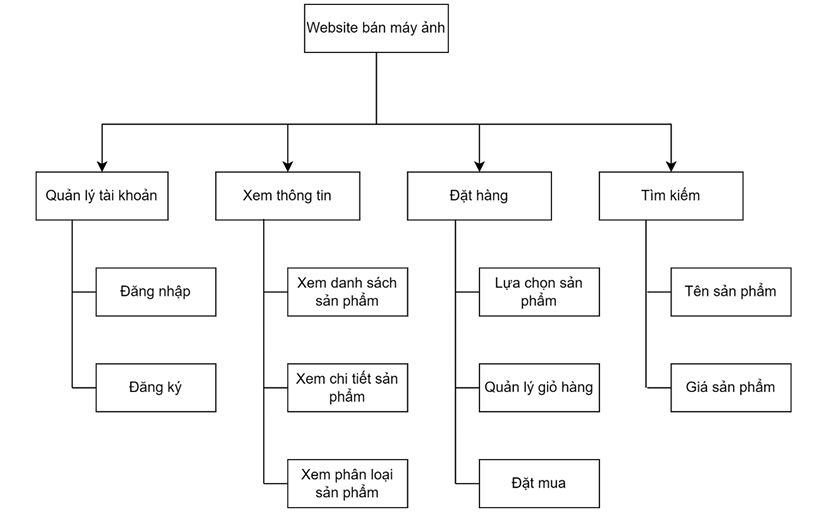 Website bán máy ảnh
Quản lý tài khoản
Xem thông tin
Đặt hàng
Tìm kiếm
Đăng nhập
Xem danh sách
sản phẩm
Lựa chọn sản
phẩm
Tên sản phẩm
Đăng ký
Xem chi tiết sản
phẩm
Quản lý giỏ hàng
Giá sản phẩm
Xem phân loại
sản phẩm
Đặt mua